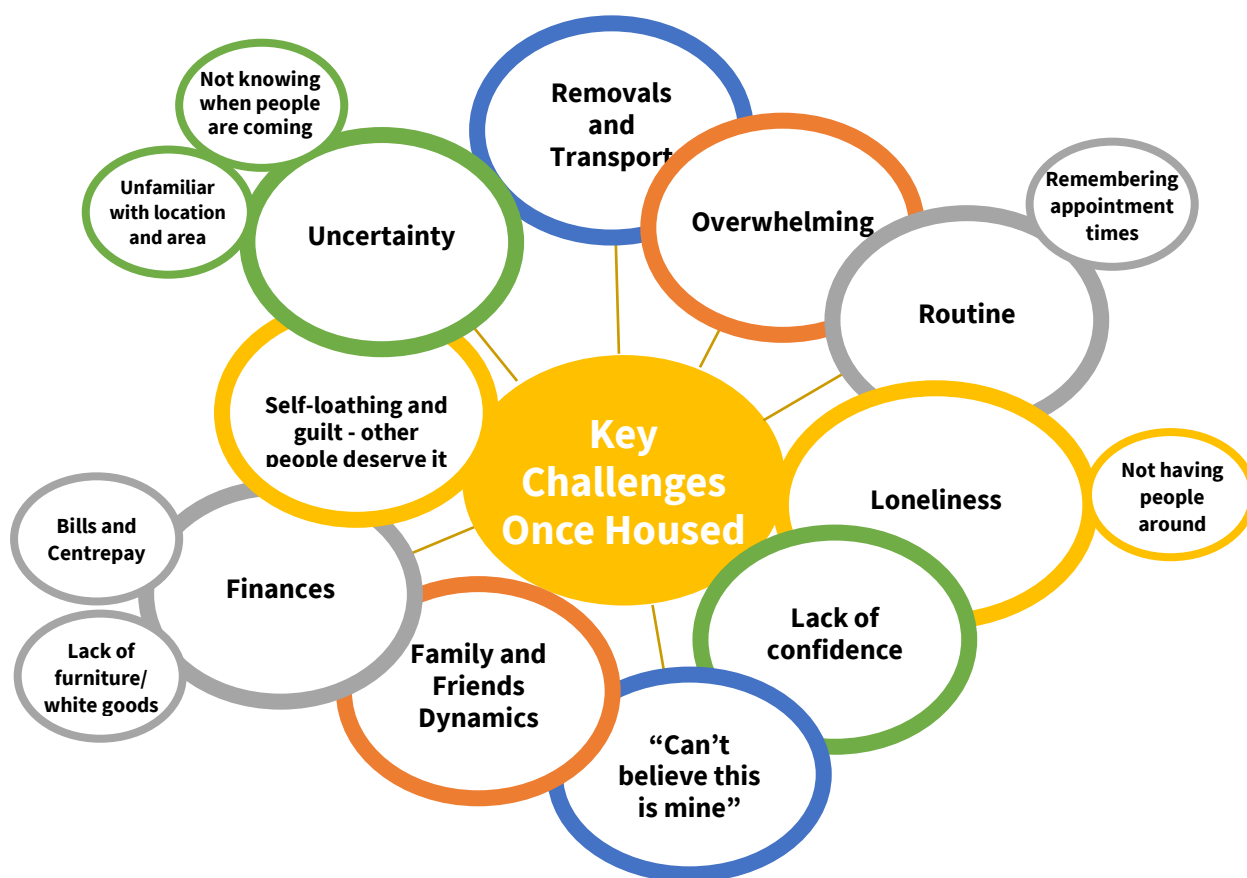 Key
Challenges
Once Housed
Removals
and
Transport
Overwhelming
Routine
Remembering
appointment
times
Loneliness
Not having
people
around
Lack of
confidence
“Can’t
believe this
is mine”
Family and
Friends
Dynamics
Finances
Bills and
Centrepay
Lack of
furniture/
white goods
Self-loathing and
guilt - other
people deserve it
Uncertainty
Unfamiliar
with location
and area
Not knowing
when people
are coming